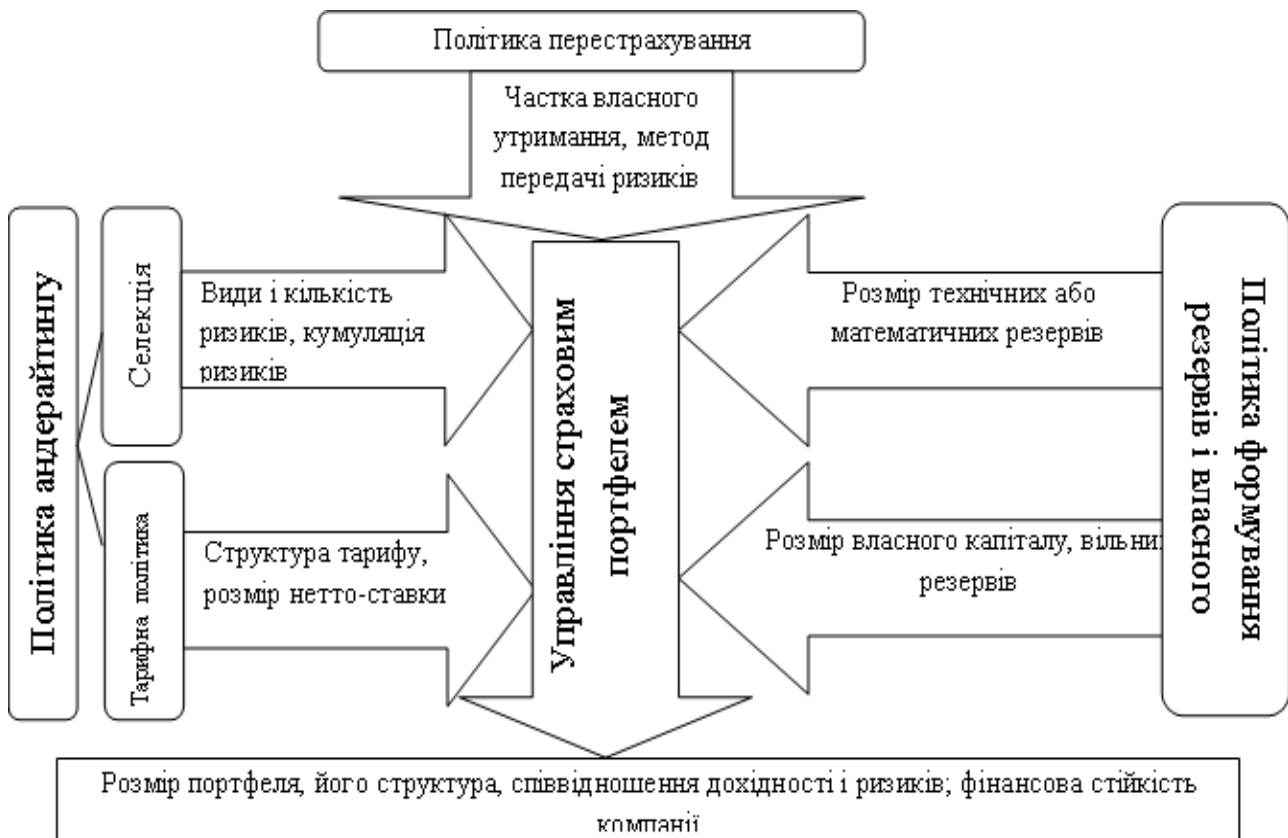 Політика перестрахування
Частка власного
утримання, метод
передачі ризиків
Політика андерайтингу
Селекція
Види і кількість
ризиків, кумуляція
ризиків
Тарифна політика
Структура тарифу,
розмір нетто-ставки
Управління страховим
портфелем
Розмір технічних або
математичних резервів
Розмір власного капіталу,
резервів
Політика формування
резервів і власного
Розмір портфеля, його структура, співвідношення дохідності і ризиків; фінансова стійкість
компанії